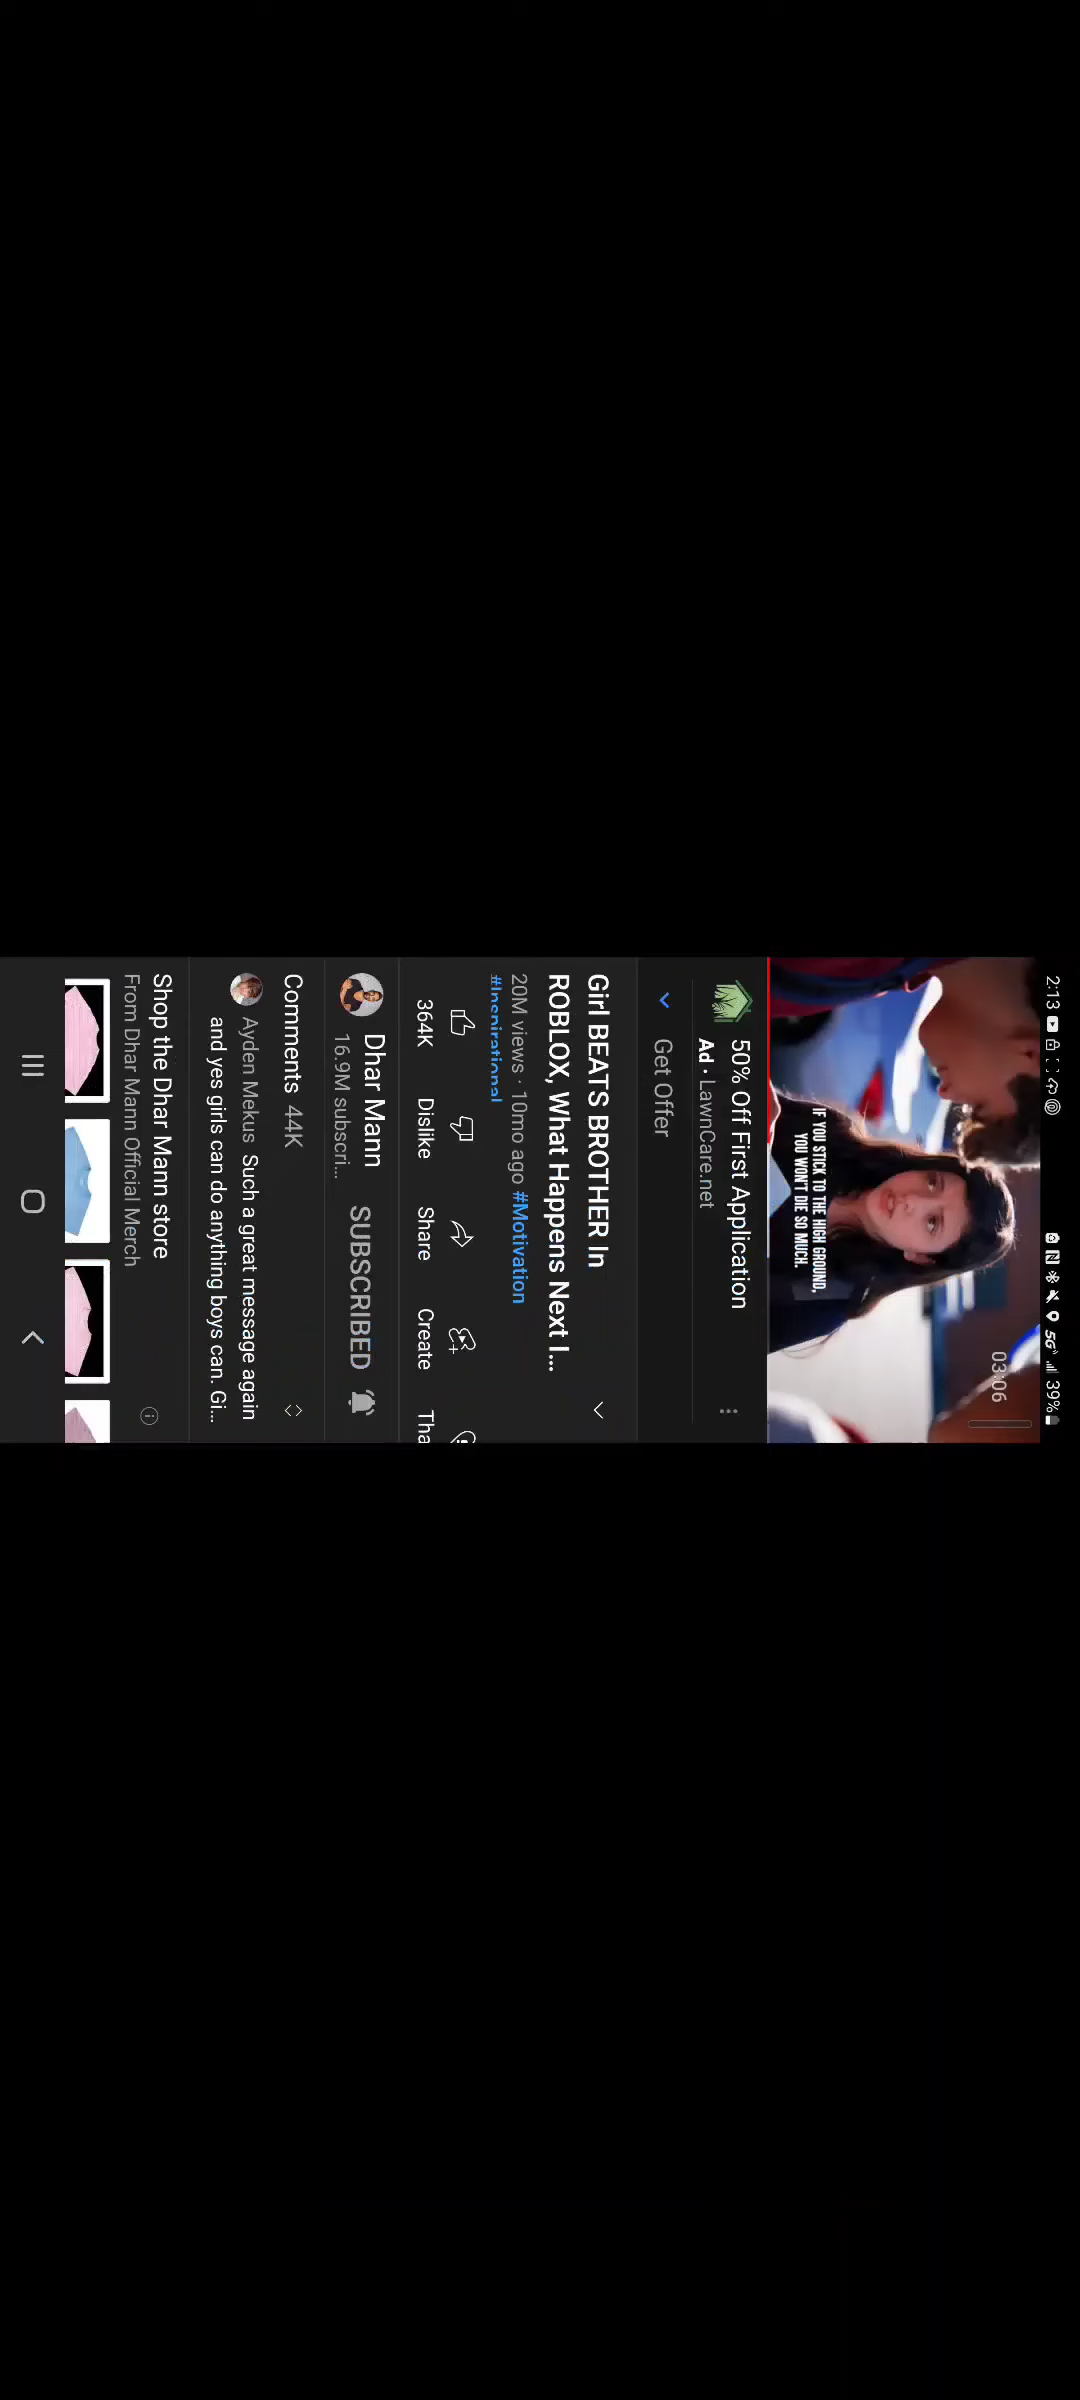 2:13
5G 39%
03:06
IF YOU STICK TO THE HIGH GROUND,
YOU WON'T DIE SO MUCH.
50% Off First Application
Ad · LawnCare.net
Get Offer
Girl BEATS BROTHER In
ROBLOX, What Happens Next I...
20M views · 10mo ago #Motivation
#Inspirational
364K Dislike Share Create Tha
Dhar Mann
16.9M subscri...
SUBSCRIBED
Comments 44K
Ayden Mekus Such a great message again
and yes girls can do anything boys can. Gi...
Shop the Dhar Mann store
From Dhar Mann Official Merch